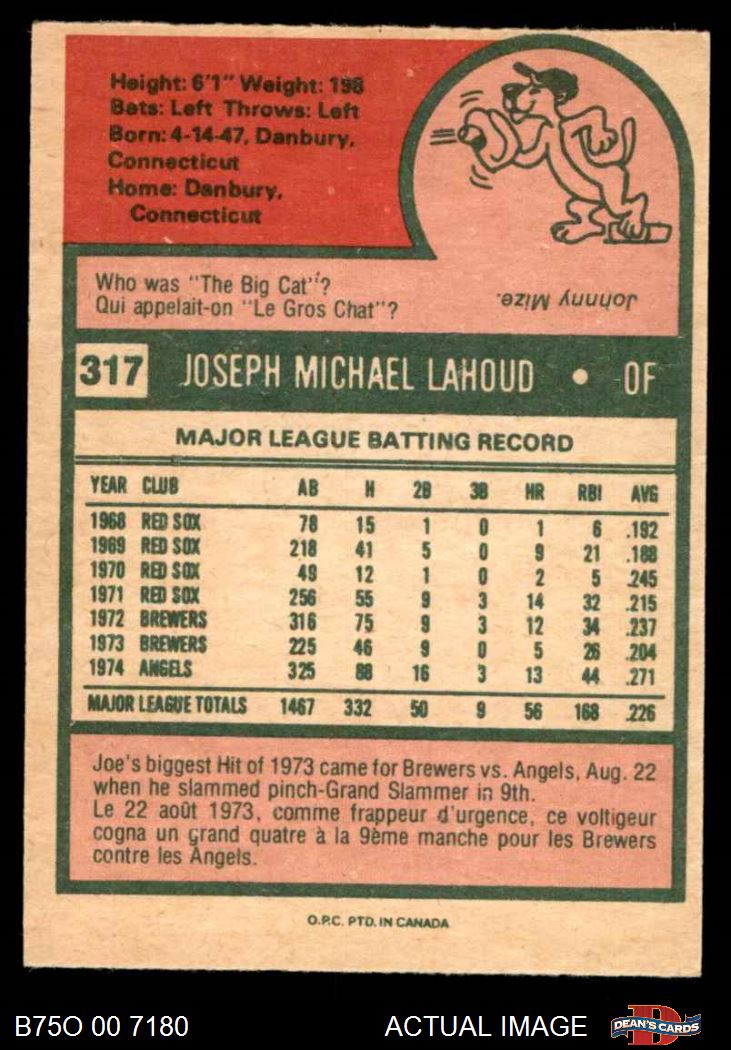 Height: 6'1" Weight: 198
Bats: Left Throws: Left
Born: 4-14-47, Danbury,
Connecticut
Home: Danbury,
Connecticut
Who was "The Big Cat"?
Qui appelait-on "Le Gros Chat"?
Johnny Mize.
317 JOSEPH MICHAEL LAHOUD • OF
MAJOR LEAGUE BATTING RECORD
YEAR CLUB AB H 2B 3B HR RBI AVG
1968 RED SOX 78 15 1 0 1 6 .192
1969 RED SOX 218 41 5 0 9 21 .188
1970 RED SOX 49 12 1 0 2 5 .245
1971 RED SOX 256 55 9 3 14 32 .215
1972 BREWERS 316 75 9 3 12 34 .237
1973 BREWERS 225 46 9 0 5 26 .204
1974 ANGELS 325 88 16 3 13 44 .271
MAJOR LEAGUE TOTALS 1467 332 50 9 56 168 .226
Joe's biggest Hit of 1973 came for Brewers vs. Angels, Aug. 22
when he slammed pinch-Grand Slammer in 9th.
Le 22 août 1973, comme frappeur d'urgence, ce voltigeur
cogna un grand quatre à la 9ème manche pour les Brewers
contre les Angels.
O.P.C. PTD. IN CANADA
B75O 00 7180 ACTUAL IMAGE DEAN'S CARDS